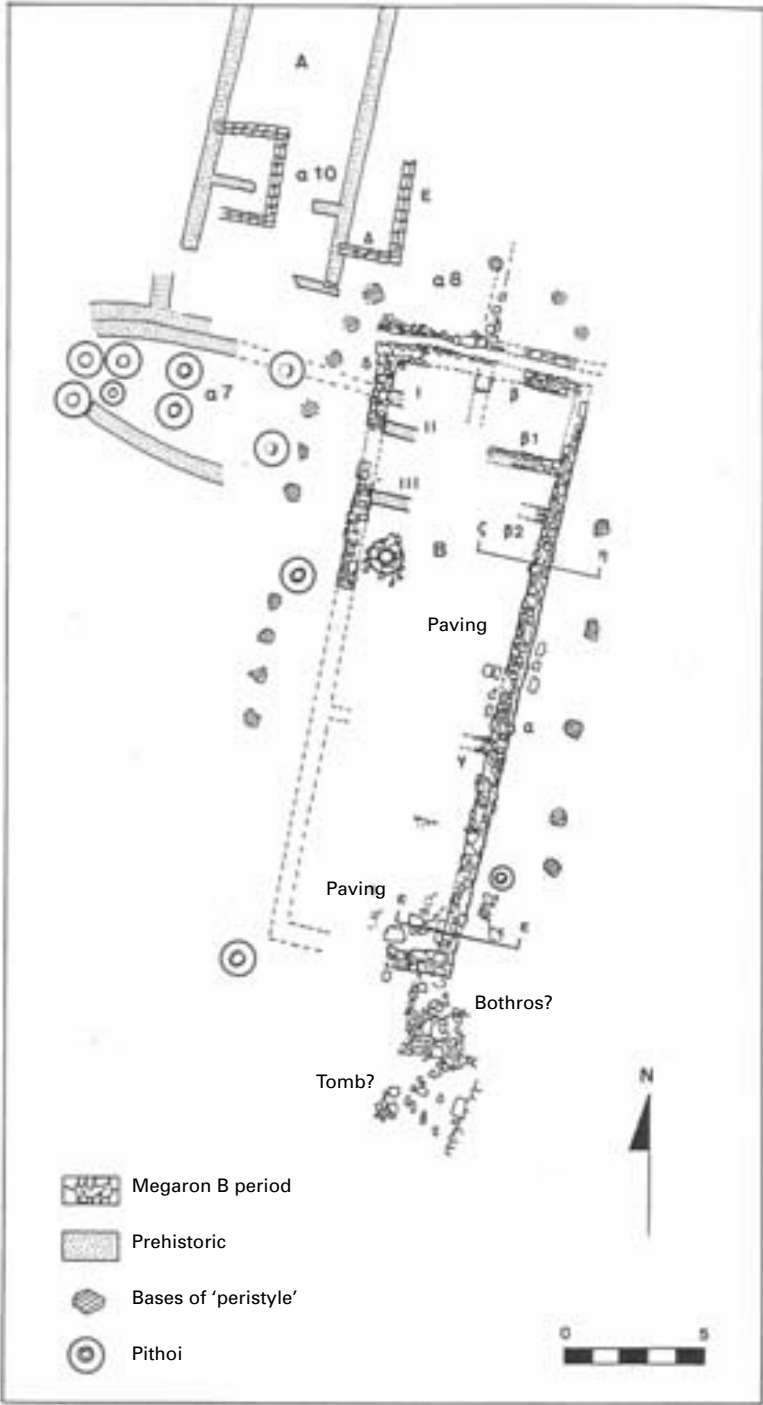 A
α 10
E
Δ
α 8
δ
I
β
α 7
II
β1
III
ζ β2
B
η
Paving
α
γ
Paving
ε
ε
Bothros?
Tomb?
N
Megaron B period
Prehistoric
Bases of ‘peristyle’
Pithoi
0 5